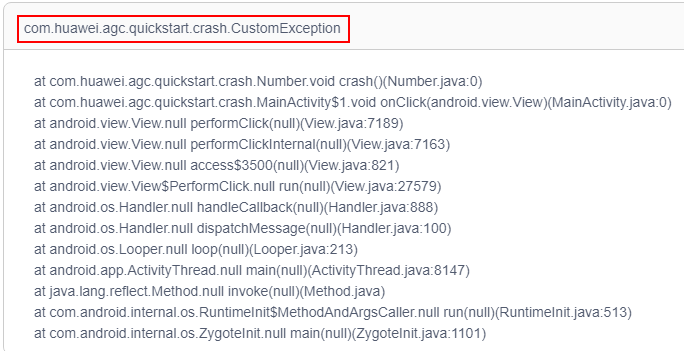 com.huawei.agc.quickstart.crash.CustomException
at com.huawei.agc.quickstart.crash.Number.void crash()(Number.java:0)
at com.huawei.agc.quickstart.crash.MainActivity$1.void onClick(android.view.View)(MainActivity.java:0)
at android.view.View.null performClick(null)(View.java:7189)
at android.view.View.null performClickInternal(null)(View.java:7163)
at android.view.View.null access$3500(null)(View.java:821)
at android.view.View$PerformClick.null run(null)(View.java:27579)
at android.os.Handler.null handleCallback(null)(Handler.java:888)
at android.os.Handler.null dispatchMessage(null)(Handler.java:100)
at android.os.Looper.null loop(null)(Looper.java:213)
at android.app.ActivityThread.null main(null)(ActivityThread.java:8147)
at java.lang.reflect.Method.null invoke(null)(Method.java)
at com.android.internal.os.RuntimeInit$MethodAndArgsCaller.null run(null)(RuntimeInit.java:513)
at com.android.internal.os.ZygoteInit.null main(null)(ZygoteInit.java:1101)